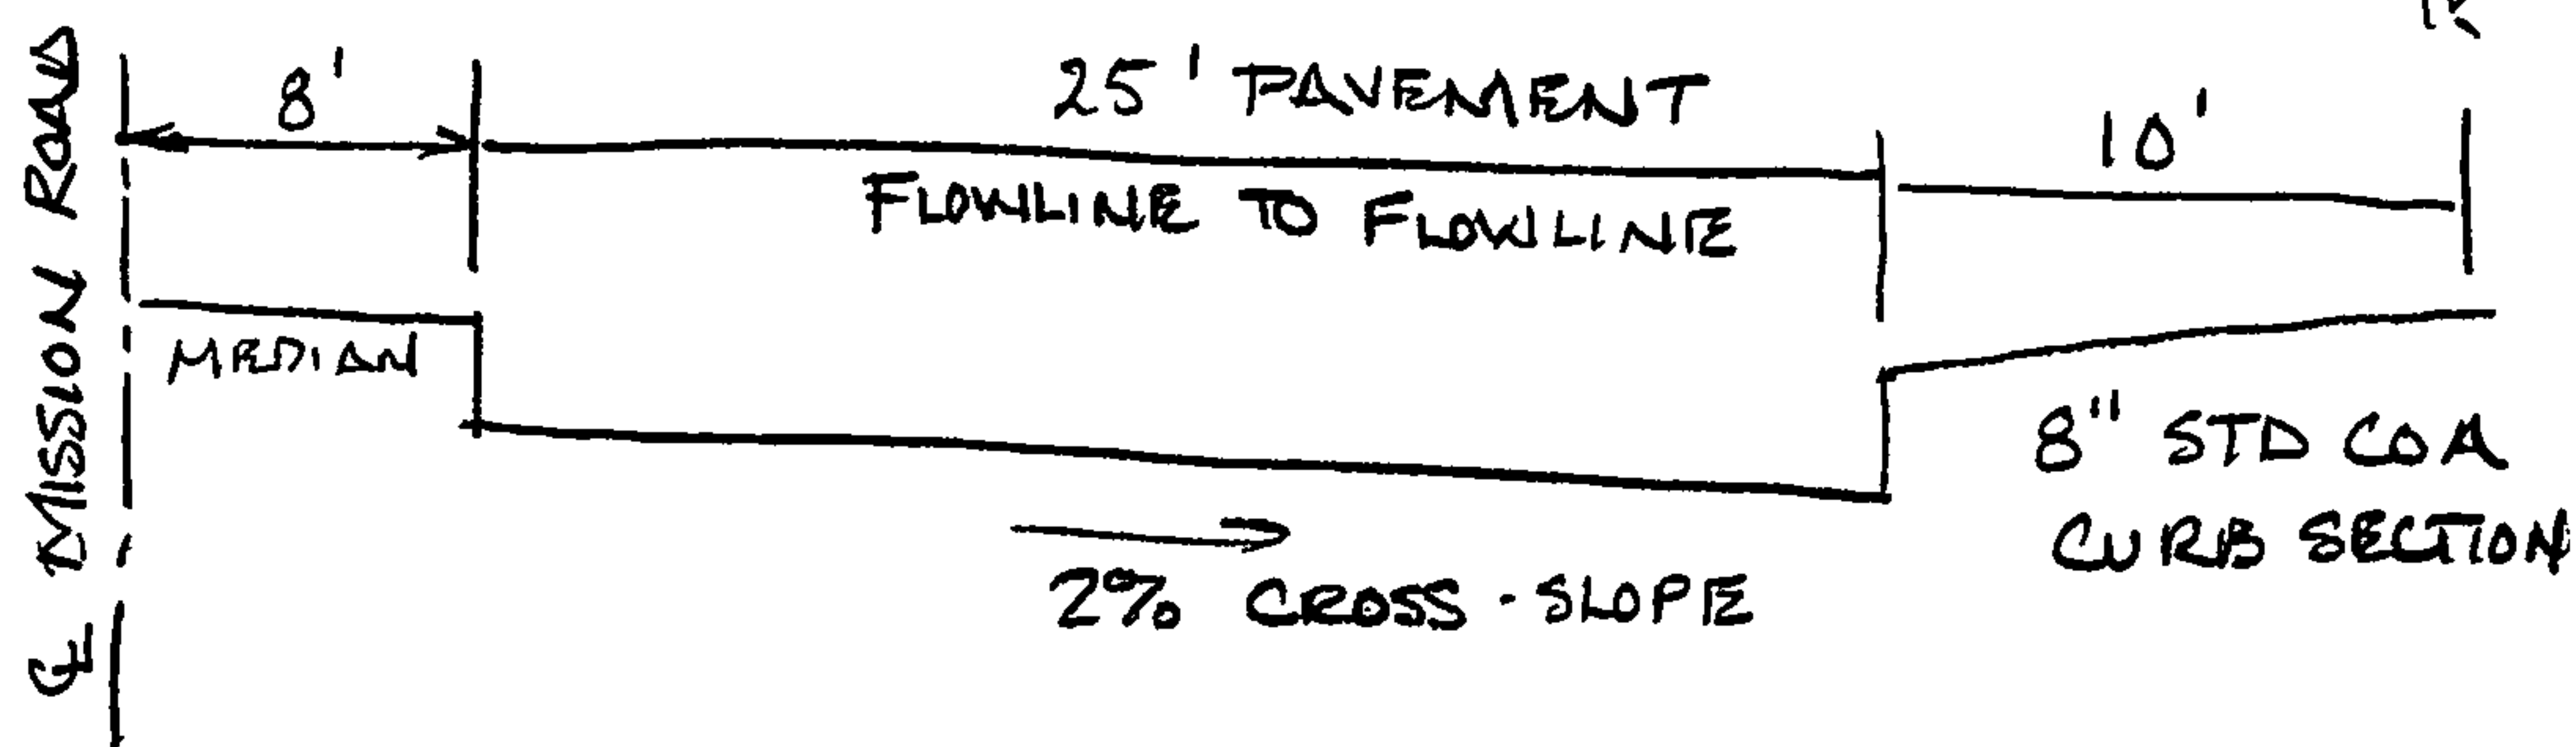 ℄ MISSION ROAD
8'
25' PAVEMENT
10'
FLOWLINE TO FLOWLINE
MEDIAN
8" STD COA
CURB SECTION
2% CROSS-SLOPE